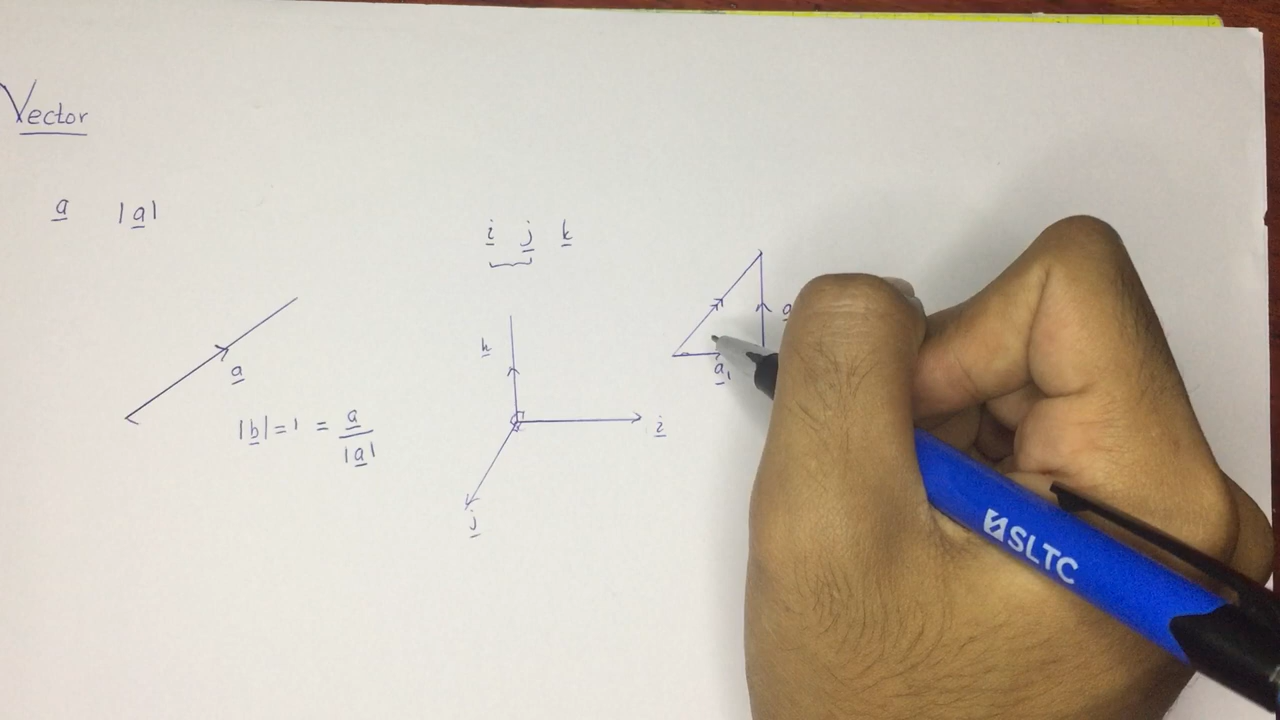 Vector
a |a|
i j k
k
a
a
a₁
|b| = 1 = a / |a|
i
j
SLTC